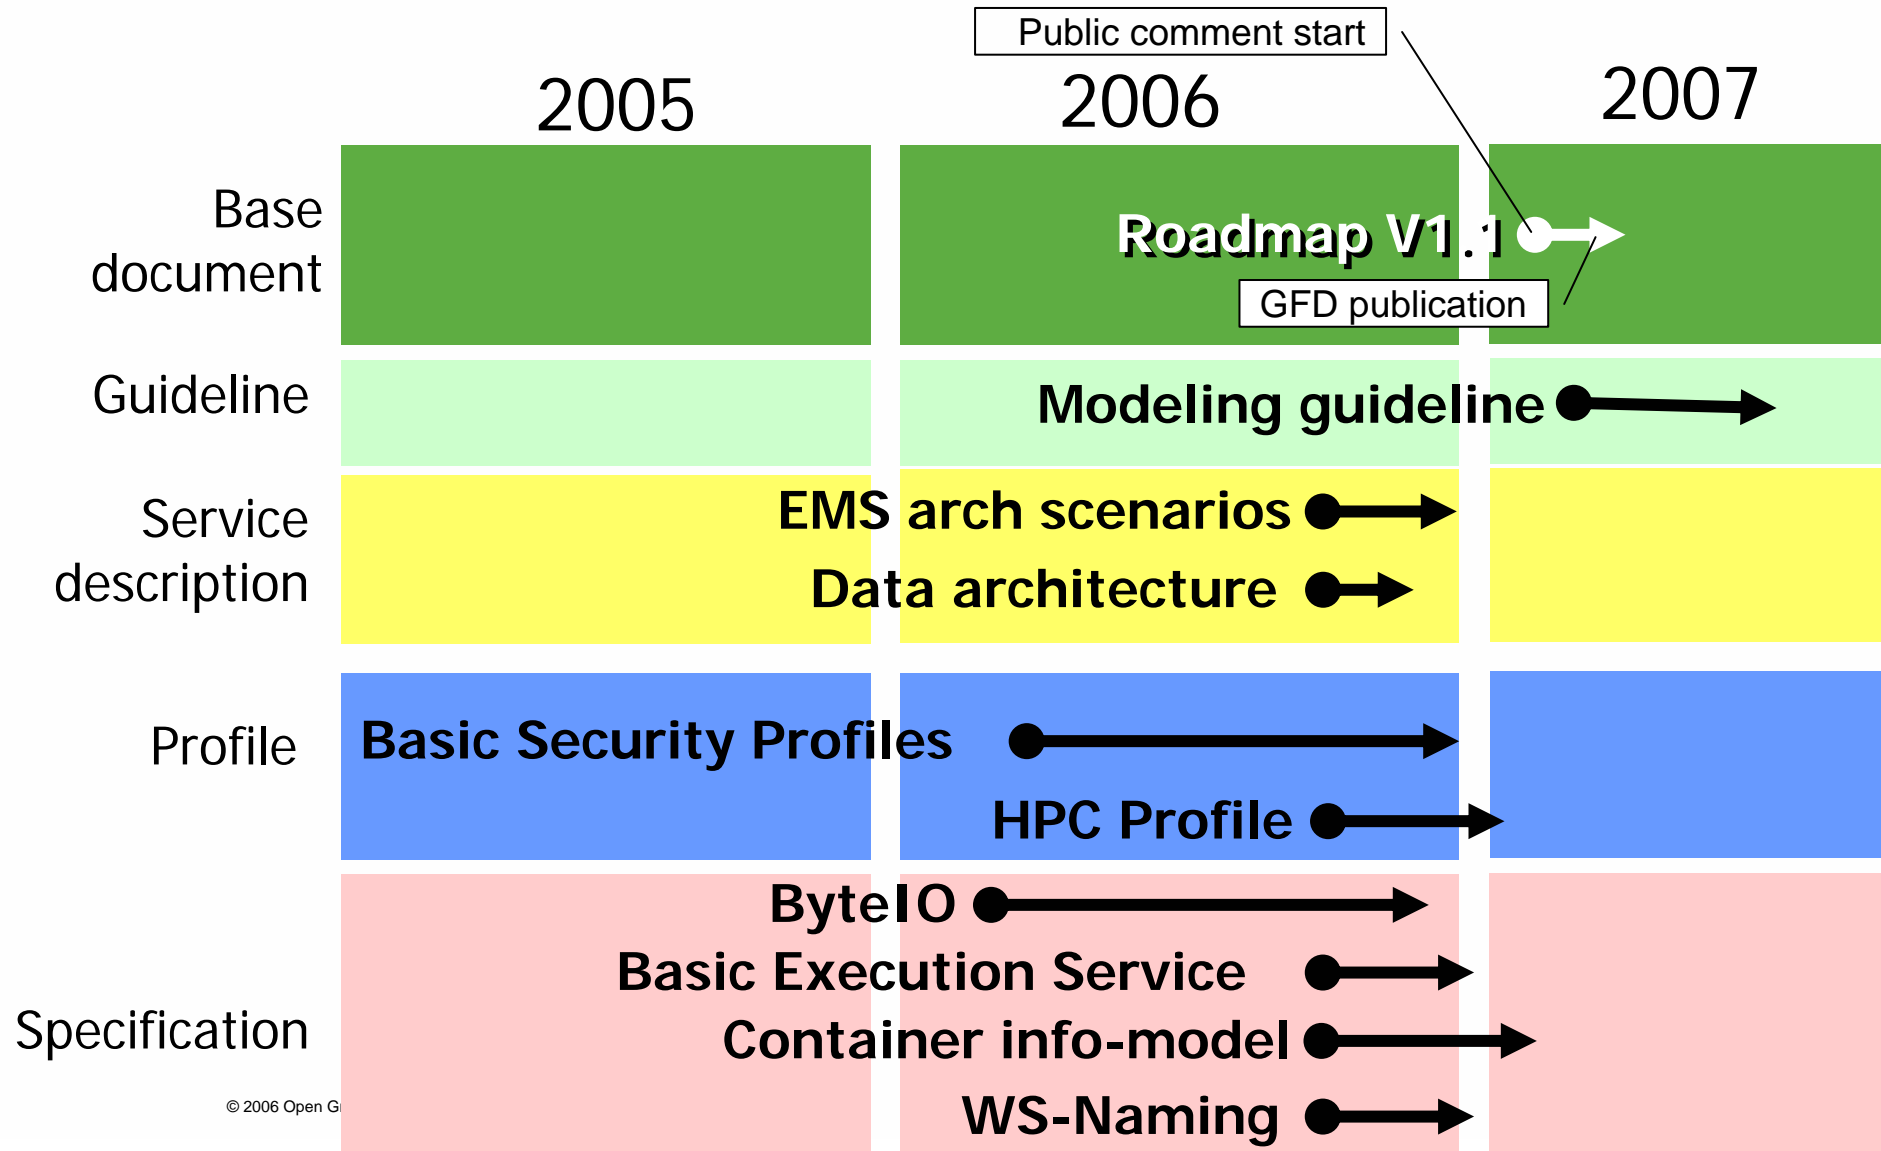 Public comment start
2005
2006
2007
Base
document
Roadmap V1.1
GFD publication
Guideline
Modeling guideline
Service
description
EMS arch scenarios
Data architecture
Profile
Basic Security Profiles
HPC Profile
Specification
ByteIO
Basic Execution Service
Container info-model
WS-Naming
© 2006 Open